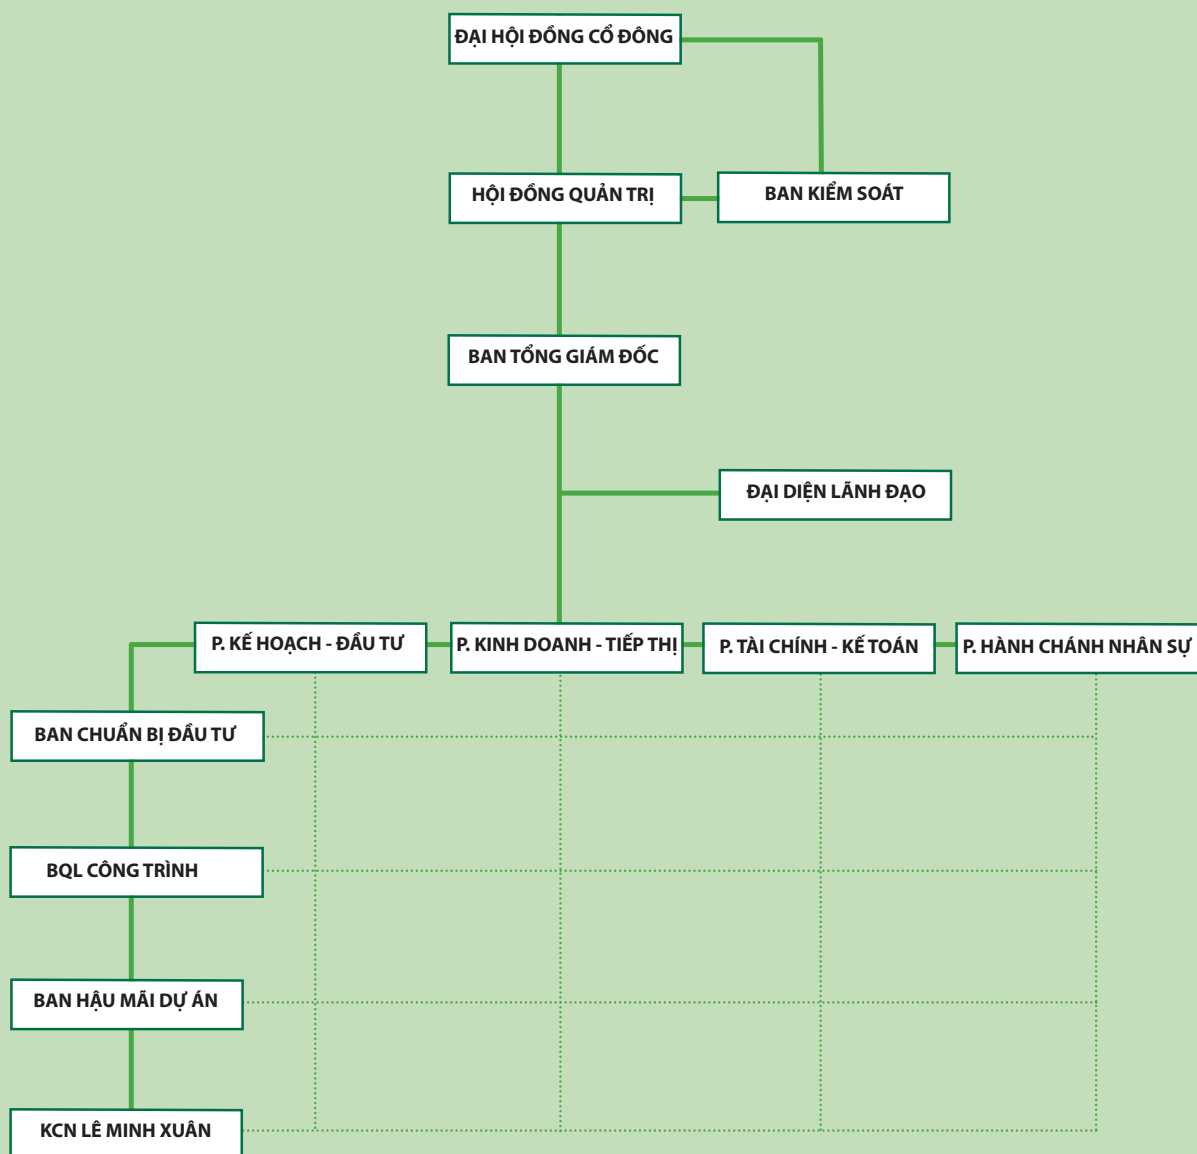 ĐẠI HỘI ĐỒNG CỔ ĐÔNG
HỘI ĐỒNG QUẢN TRỊ
BAN KIỂM SOÁT
BAN TỔNG GIÁM ĐỐC
ĐẠI DIỆN LÃNH ĐẠO
P. KẾ HOẠCH - ĐẦU TƯ
P. KINH DOANH - TIẾP THỊ
P. TÀI CHÍNH - KẾ TOÁN
P. HÀNH CHÁNH NHÂN SỰ
BAN CHUẨN BỊ ĐẦU TƯ
BQL CÔNG TRÌNH
BAN HẬU MÃI DỰ ÁN
KCN LÊ MINH XUÂN